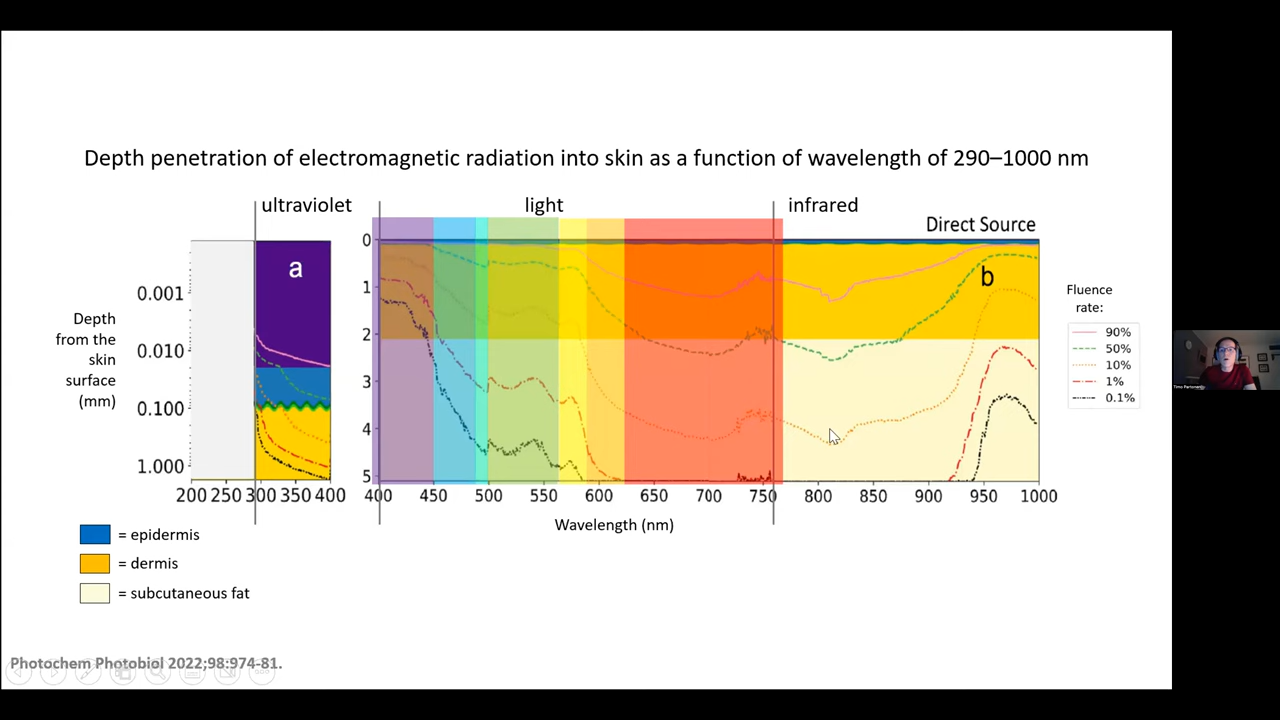 Depth penetration of electromagnetic radiation into skin as a function of wavelength of 290–1000 nm
ultraviolet
light
infrared
Direct Source
a
b
Depth
from the
skin
surface
(mm)
0.001
0.010
0.100
1.000
200 250 300 350 400
0
1
2
3
4
5
400 450 500 550 600 650 700 750 800 850 900 950 1000
Wavelength (nm)
Fluence
rate:
90%
50%
10%
1%
0.1%
= epidermis
= dermis
= subcutaneous fat
Photochem Photobiol 2022;98:974-81.